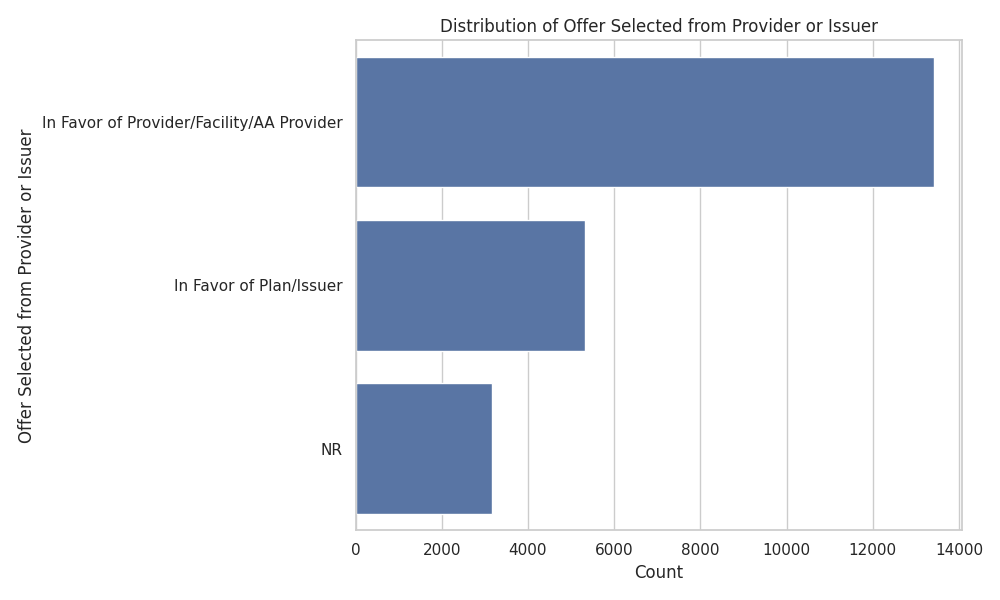 Distribution of Offer Selected from Provider or Issuer
Offer Selected from Provider or Issuer
In Favor of Provider/Facility/AA Provider
In Favor of Plan/Issuer
NR
0 2000 4000 6000 8000 10000 12000 14000
Count